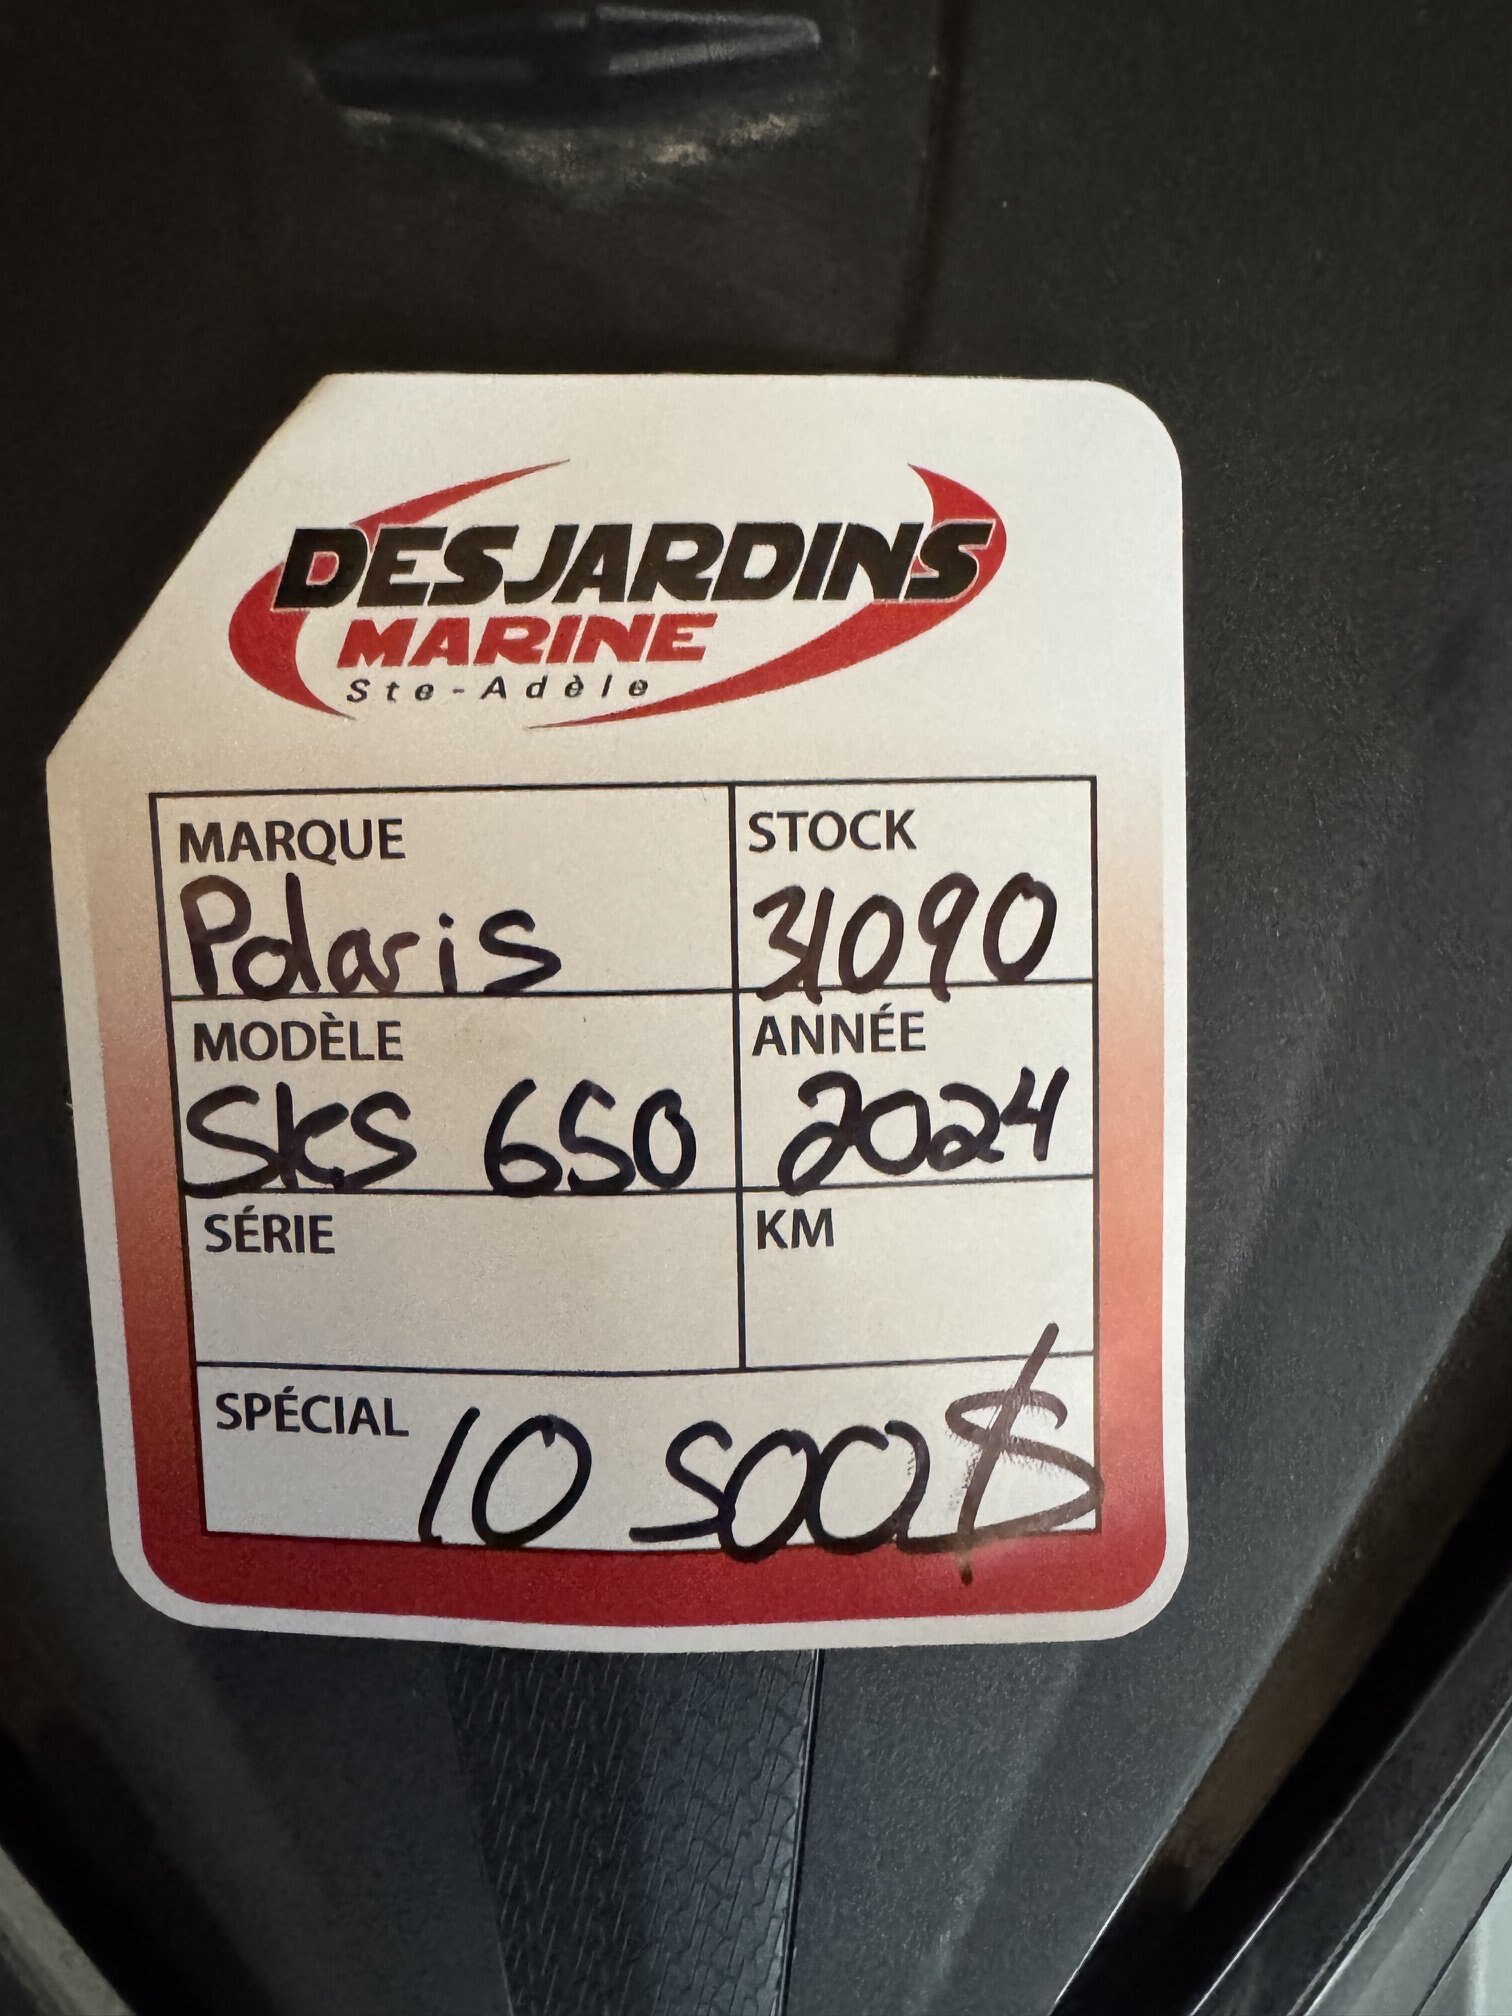 DESJARDINS
MARINE
Ste-Adèle
MARQUE
Polaris
STOCK
31090
MODÈLE
SKS 650
ANNÉE
2024
SÉRIE
KM
SPÉCIAL 10 500$